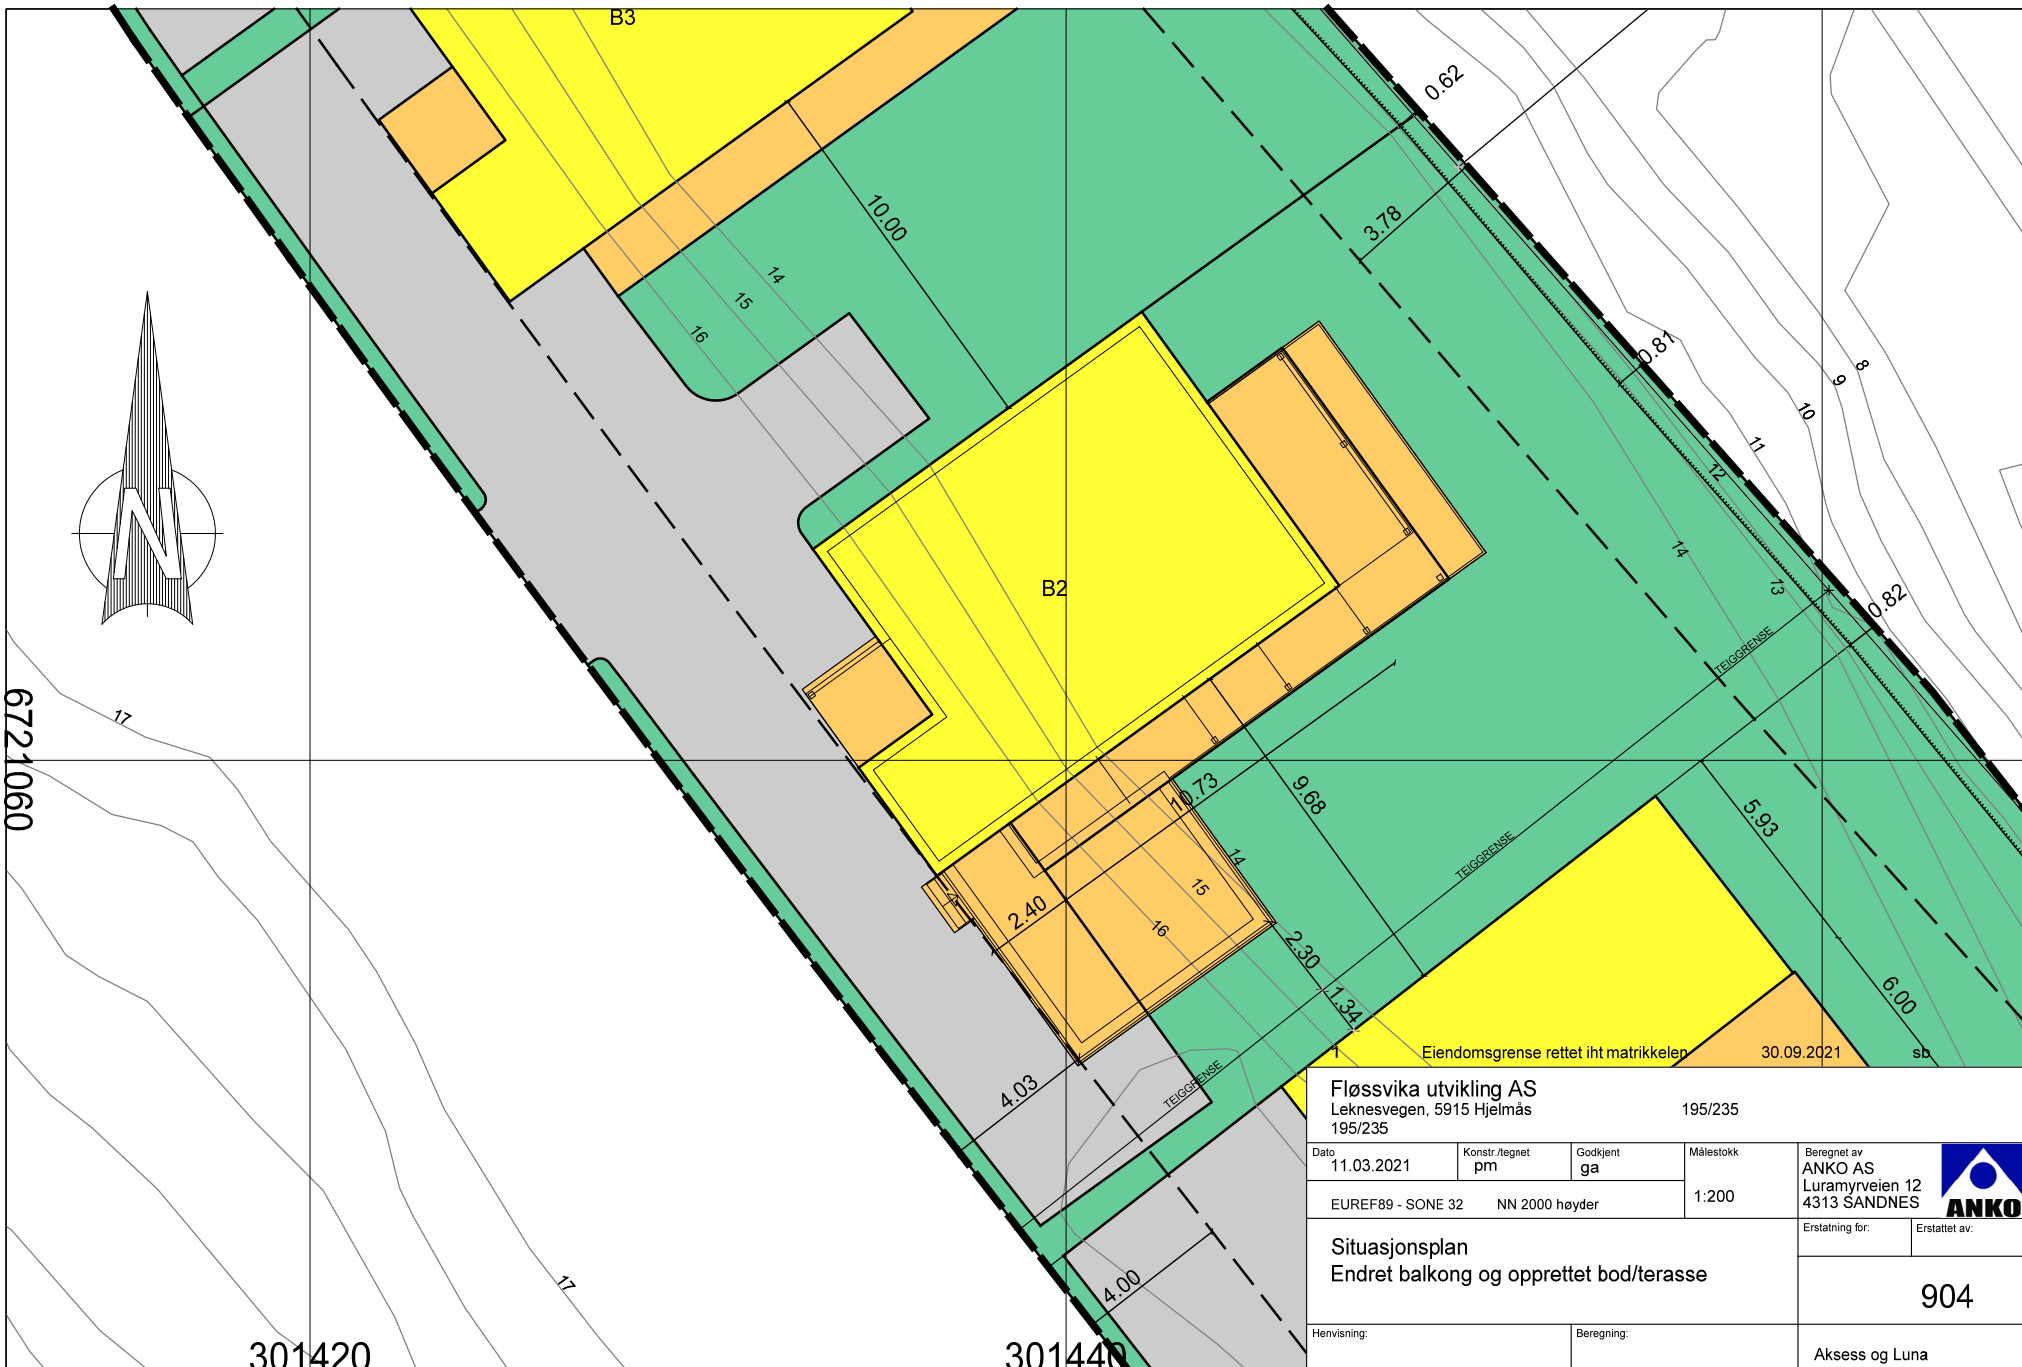 B3
0.62
10.00
3.78
14
15
16
0.81
8
9
10
11
12
14
13
0.82
B2
TEIGGRENSE
17
6721060
10.73
9.68
5.93
TEIGGRENSE
14
15
16
2.40
2.30
1.34
6.00
4.03
TEIGGRENSE
4.00
17
301420
301440
N
1 Eiendomsgrense rettet iht matrikkelen 30.09.2021 sb
Fløssvika utvikling AS
Leknesvegen, 5915 Hjelmås 195/235
195/235
Dato
11.03.2021
Konstr./tegnet
pm
Godkjent
ga
Målestokk
1:200
Beregnet av
ANKO AS
Luramyrveien 12
4313 SANDNES
ANKO
EUREF89 - SONE 32 NN 2000 høyder
Erstatning for:
Erstattet av:
Situasjonsplan
Endret balkong og opprettet bod/terasse
904
Henvisning:
Beregning:
Aksess og Luna